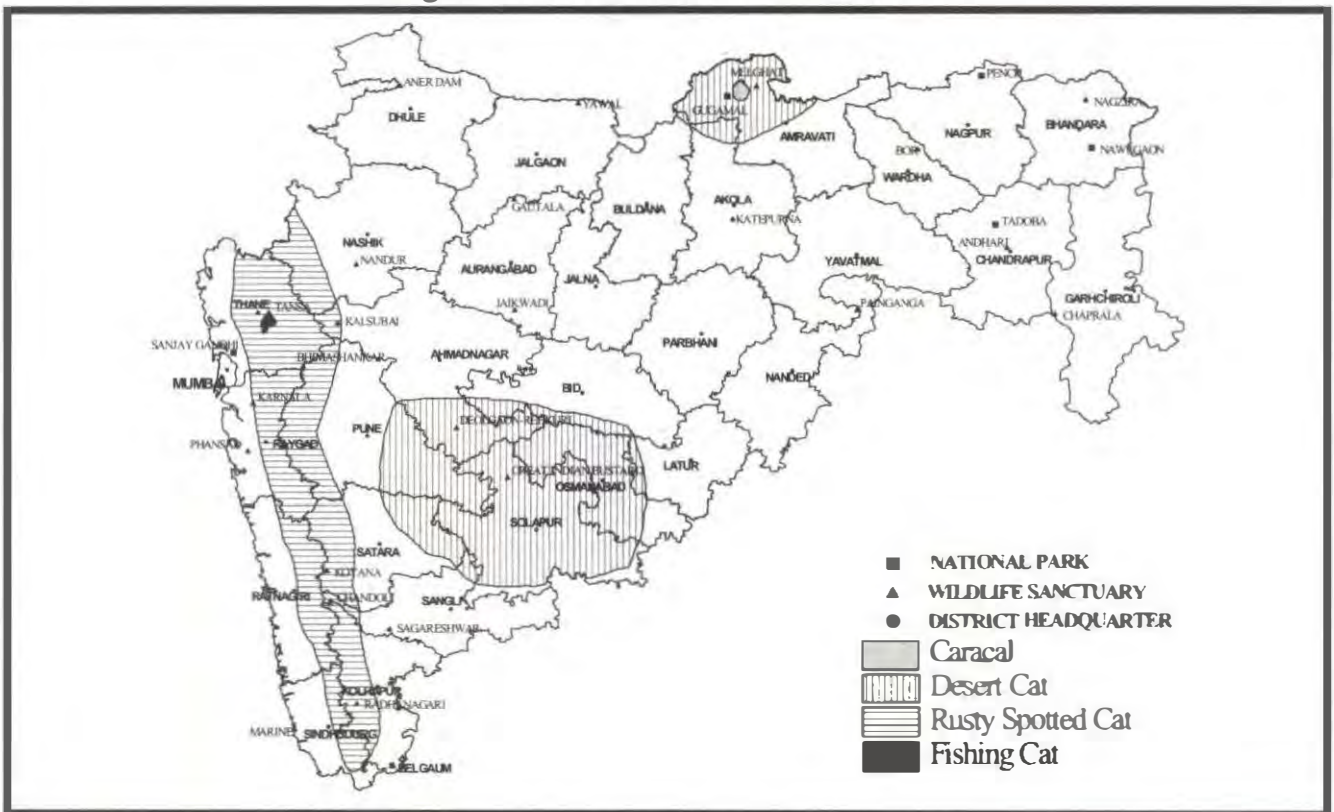 MELGHAT
PENCH
ANER DAM
YAWAL
NAGZIRA
GUGAMAL
DHULE
AMRAVATI
NAGPUR
BHANDARA
BOR
NAWEGAON
JALGAON
WARDHA
AKOLA
BULDANA
GAUTALA
KATEPURNA
TADOBA
NASHIK
ANDHARI
NANDUR
AURANGABAD
JALNA
YAVATMAL
CHANDRAPUR
GARHCHIROLI
THANE
TANSA
JAIKWADI
PAINGANGA
CHAPRALA
KALSUBAI
SANJAY GANDHI
PARBHANI
BHIMASHANKAR
AHMADNAGAR
MUMBAI
NANDED
BID
KARNALA
DEOLGAON-REHKURI
PUNE
PHANSAD
RAYGAD
LATUR
GREAT INDIAN BUSTARD
OSMANABAD
SOLAPUR
SATARA
KOYANA
RATNAGIRI
CHANDOLI
SANGLI
SAGARESHWAR
KOLHAPUR
RADHANAGARI
MARINE
SINDHUDURG
BELGAUM
NATIONAL PARK
WILDLIFE SANCTUARY
DISTRICT HEADQUARTER
Caracal
Desert Cat
Rusty Spotted Cat
Fishing Cat